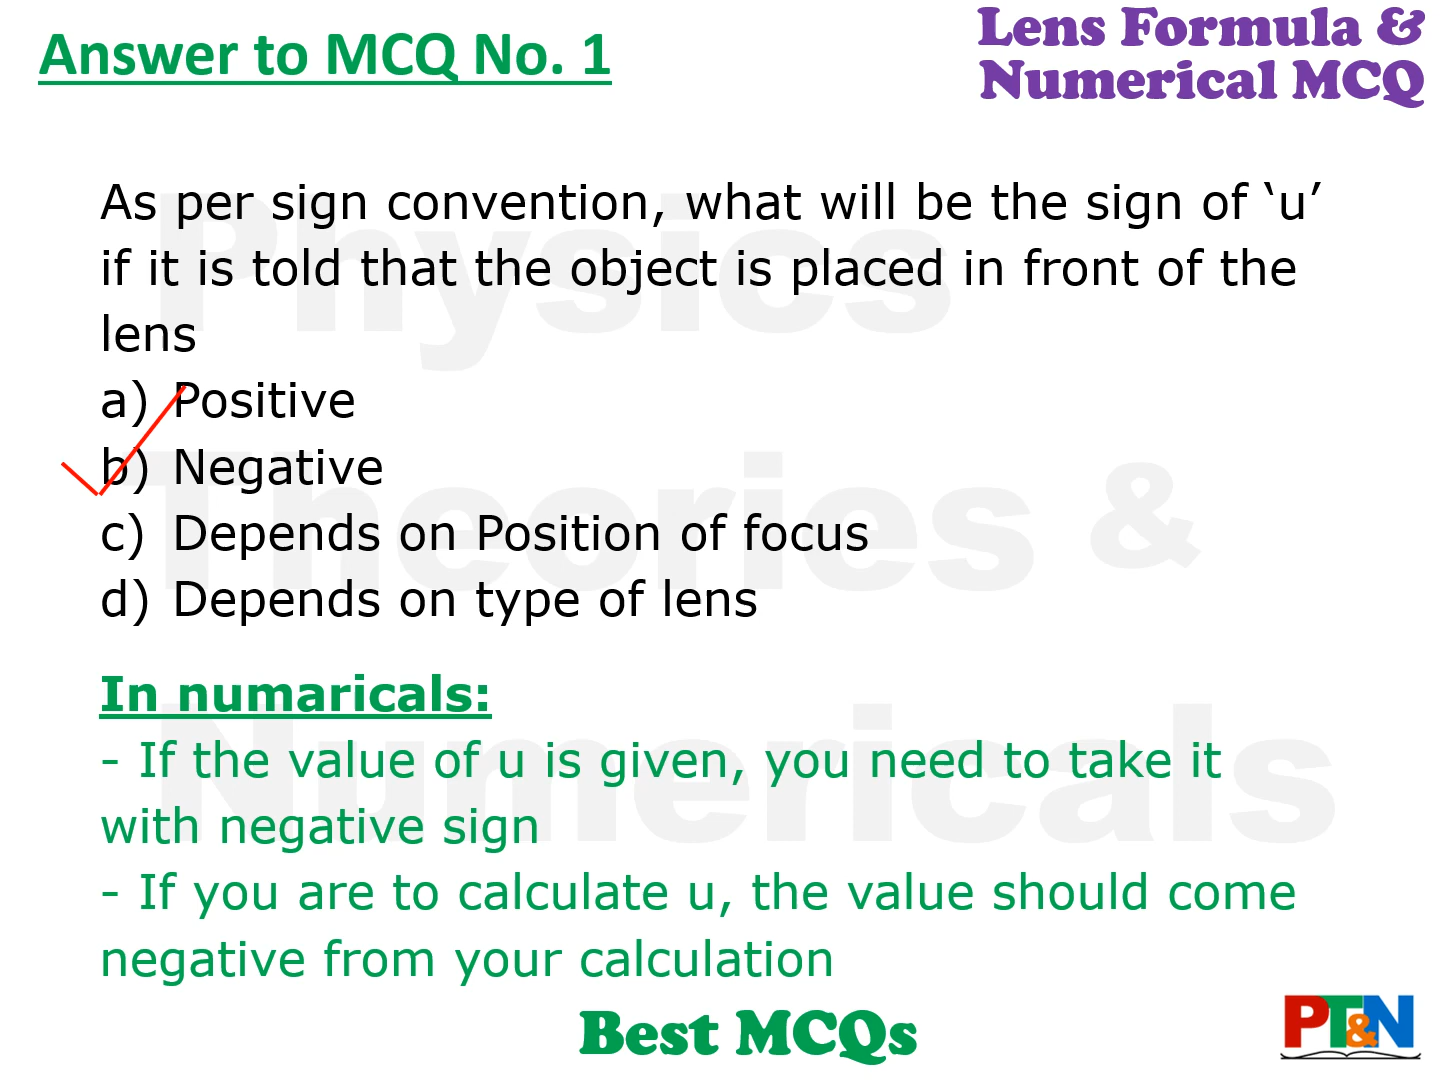 Answer to MCQ No. 1
Lens Formula &
Numerical MCQ
As per sign convention, what will be the sign of ‘u’
if it is told that the object is placed in front of the
lens
a) Positive
b) Negative
c) Depends on Position of focus
d) Depends on type of lens
In numaricals:
- If the value of u is given, you need to take it
with negative sign
- If you are to calculate u, the value should come
negative from your calculation
Best MCQs
PT&N
Physics
Theories &
Numericals